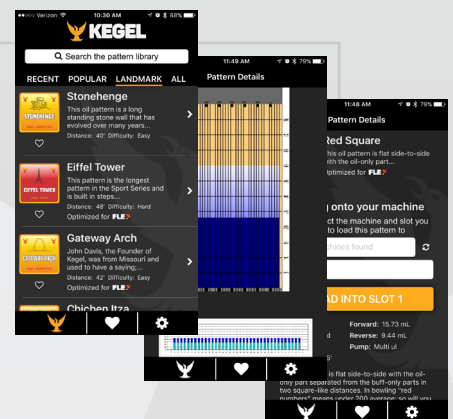 Verizon 10:30 AM 88%
KEGEL
Search the pattern library
RECENT POPULAR LANDMARK ALL
STONEHENGE
Stonehenge
This oil pattern is a long
standing stone wall that has
evolved over many years...
Distance: 40' Difficulty: Easy
EIFFEL TOWER
Eiffel Tower
This pattern is the longest
pattern in the Sport Series and
is built in steps...
Distance: 48' Difficulty: Hard
Optimized for FLEX
GATEWAY ARCH
Gateway Arch
John Davis, the Founder of
Kegel, was from Missouri and
used to have a saying;...
Distance: 42' Difficulty: Easy
Optimized for FLEX
Chichen Itza
11:49 AM 79%
Pattern Details
11:48 AM 79%
Pattern Details
Red Square
his oil pattern is flat side-to-side
ith the oil-only part...
Optimized for FLEX
g onto your machine
ct the machine and slot you
to load this pattern to
chines found
AD INTO SLOT 1
Forward: 15.73 mL
d Reverse: 9.44 mL
Pump: Multi ul
is flat side-to-side with the oil-
only part separated from the buff-only parts in
two square-like distances. In bowling "red
numbers" means under 200 average; so will you